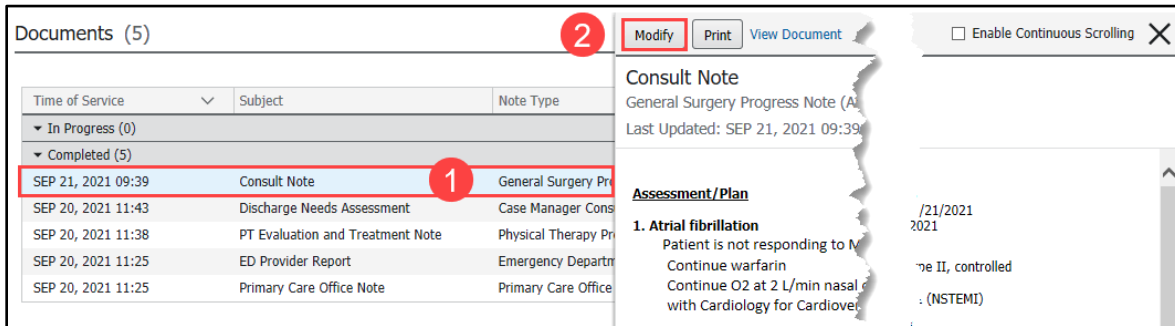 Documents (5)
2
Modify Print View Document Enable Continuous Scrolling
Consult Note
General Surgery Progress Note
Last Updated: SEP 21, 2021 09:39
Time of Service Subject Note Type
In Progress (0)
Completed (5)
SEP 21, 2021 09:39 Consult Note 1 General Surgery
SEP 20, 2021 11:43 Discharge Needs Assessment Case Manager
SEP 20, 2021 11:38 PT Evaluation and Treatment Note Physical Therapy
SEP 20, 2021 11:25 ED Provider Report Emergency
SEP 20, 2021 11:25 Primary Care Office Note Primary Care Office
Assessment/Plan
1. Atrial fibrillation
Patient is not responding to
Continue warfarin
Continue O2 at 2 L/min nasal
with Cardiology for
/21/2021
2021
II, controlled
(NSTEMI)